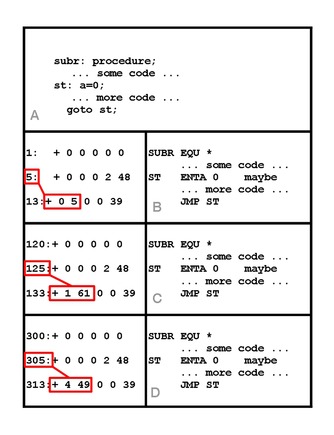 subr: procedure;
... some code ...
st: a=0;
... more code ...
goto st;
A
1: + 0 0 0 0 0 SUBR EQU *
... some code ...
5: + 0 0 0 2 48 ST ENTA 0 maybe
... more code ...
13:+ 0 5 0 0 39 JMP ST
B
120:+ 0 0 0 0 0 SUBR EQU *
... some code ...
125:+ 0 0 0 2 48 ST ENTA 0 maybe
... more code ...
133:+ 1 61 0 0 39 JMP ST
C
300:+ 0 0 0 0 0 SUBR EQU *
... some code ...
305:+ 0 0 0 2 48 ST ENTA 0 maybe
... more code ...
313:+ 4 49 0 0 39 JMP ST
D